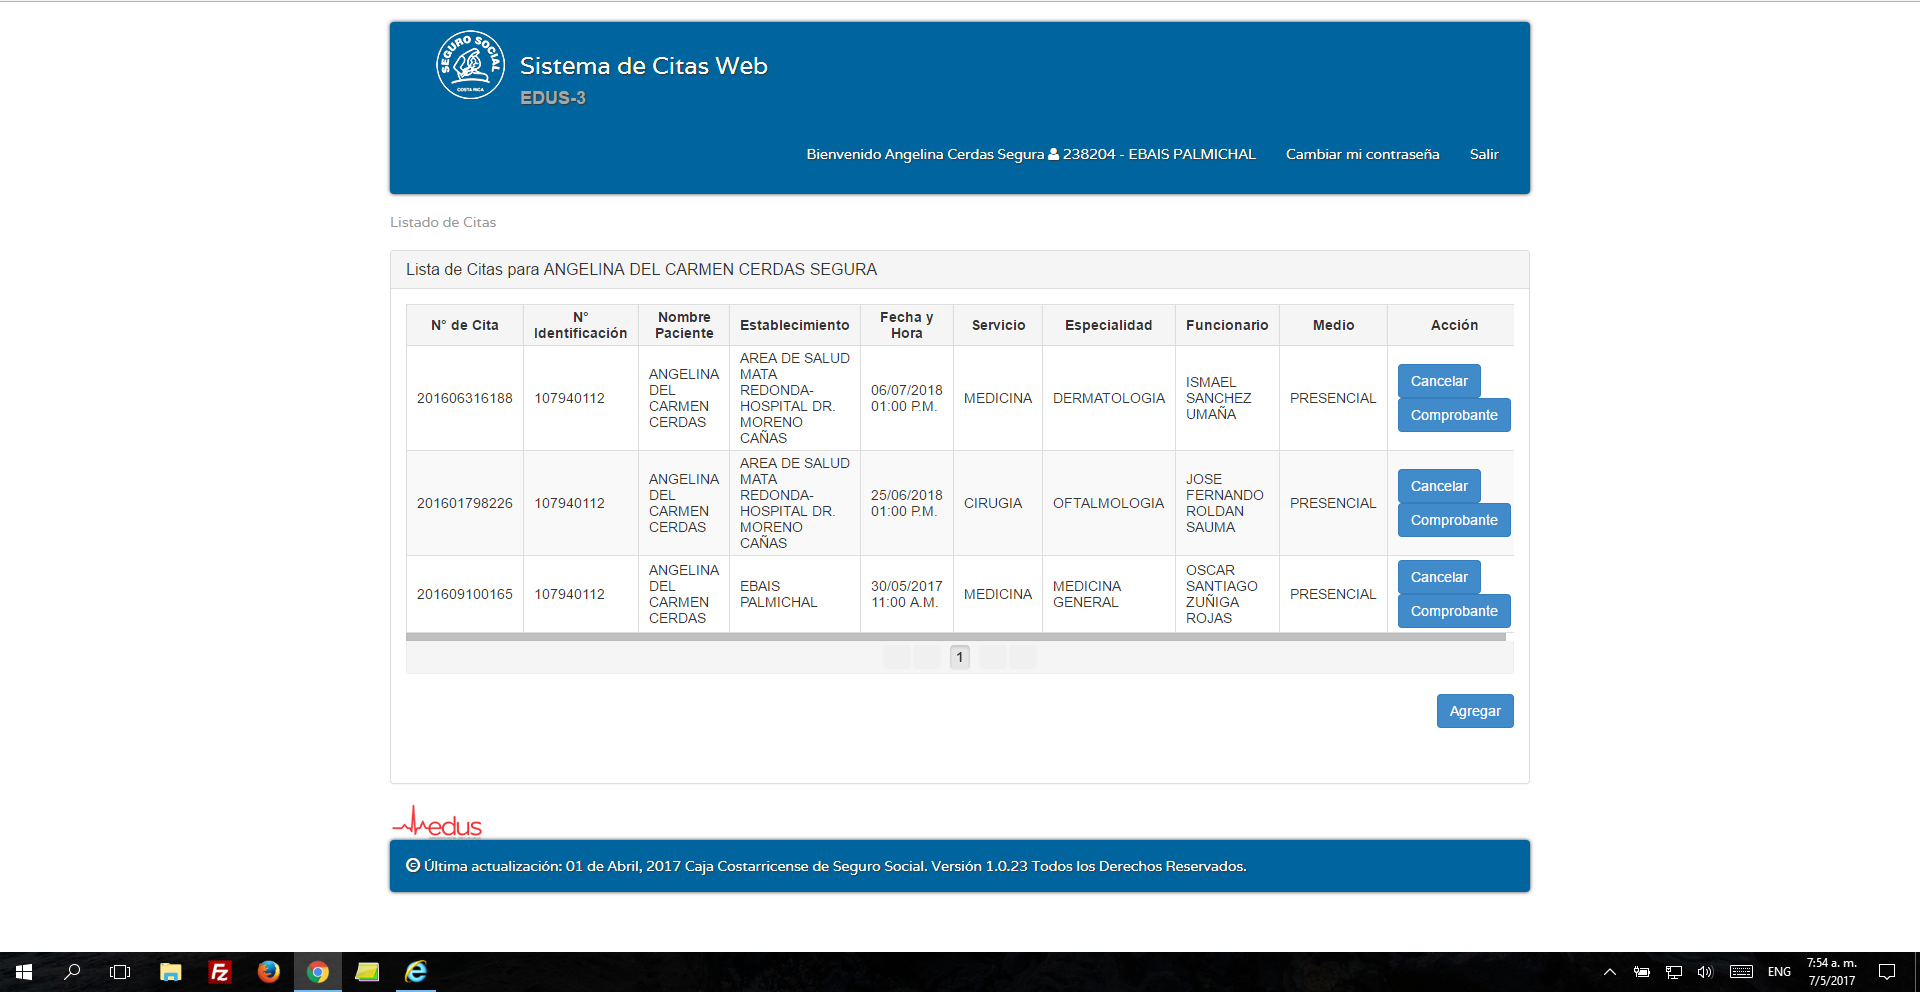 SEGURO SOCIAL
COSTA RICA
Sistema de Citas Web
EDUS-3
Bienvenido Angelina Cerdas Segura 238204 - EBAIS PALMICHAL Cambiar mi contraseña Salir
Listado de Citas
Lista de Citas para ANGELINA DEL CARMEN CERDAS SEGURA
N° de Cita
N°
Identificación
Nombre
Paciente
Establecimiento
Fecha y
Hora
Servicio
Especialidad
Funcionario
Medio
Acción
201606316188
107940112
ANGELINA
DEL
CARMEN
CERDAS
AREA DE SALUD
MATA
REDONDA-
HOSPITAL DR.
MORENO
CAÑAS
06/07/2018
01:00 P.M.
MEDICINA
DERMATOLOGIA
ISMAEL
SANCHEZ
UMAÑA
PRESENCIAL
Cancelar
Comprobante
201601798226
107940112
ANGELINA
DEL
CARMEN
CERDAS
AREA DE SALUD
MATA
REDONDA-
HOSPITAL DR.
MORENO
CAÑAS
25/06/2018
01:00 P.M.
CIRUGIA
OFTALMOLOGIA
JOSE
FERNANDO
ROLDAN
SAUMA
PRESENCIAL
Cancelar
Comprobante
201609100165
107940112
ANGELINA
DEL
CARMEN
CERDAS
EBAIS
PALMICHAL
30/05/2017
11:00 A.M.
MEDICINA
MEDICINA
GENERAL
OSCAR
SANTIAGO
ZUÑIGA
ROJAS
PRESENCIAL
Cancelar
Comprobante
1
Agregar
edus
© Última actualización: 01 de Abril, 2017 Caja Costarricense de Seguro Social. Versión 1.0.23 Todos los Derechos Reservados.
ENG
7:54 a. m.
7/5/2017